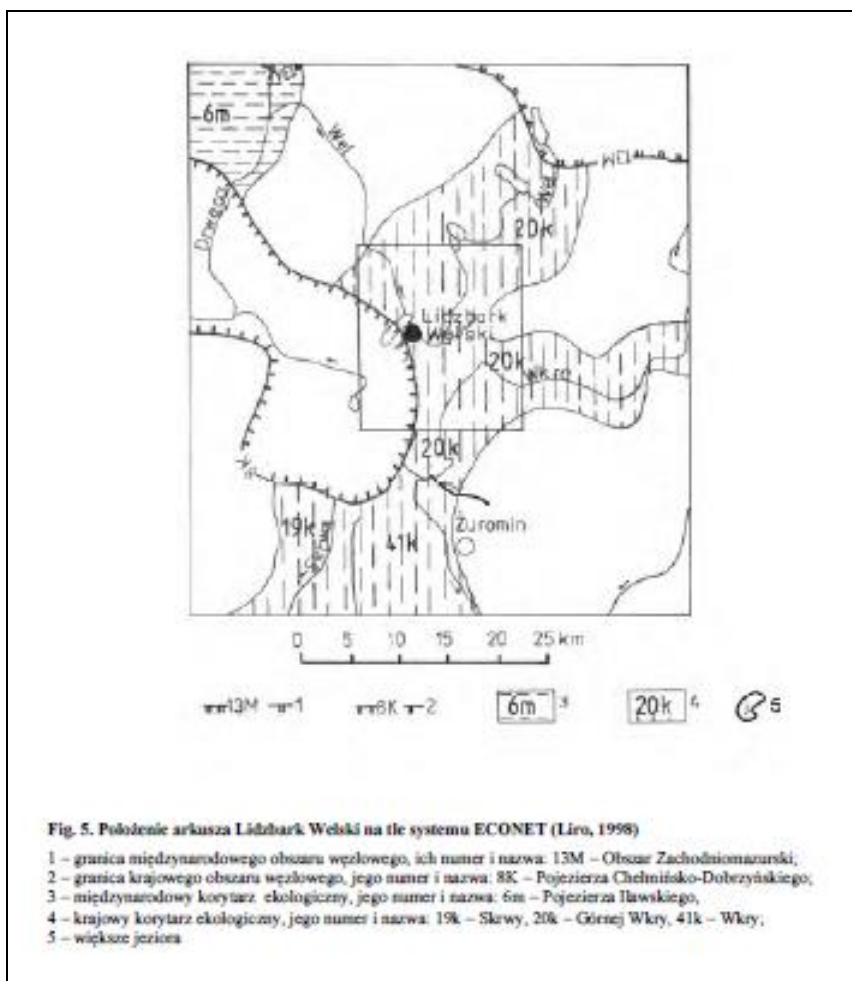 Wel
6m
Wel
Drwęca
Wel
20k
Lidzbark
Welski
20k
Wkra
20k
19k
41k
Żuromin
0 5 10 15 20 25 km
13M 1 8K 2 6m 3 20k 4 5
Fig. 5. Położenie arkusza Lidzbark Welski na tle systemu ECONET (Liro, 1998)
1 – granica międzynarodowego obszaru węzłowego, ich numer i nazwa: 13M – Obszar Zachodniomazurski;
2 – granica krajowego obszaru węzłowego, jego numer i nazwa: 8K – Pojezierza Chełmińsko-Dobrzyńskiego;
3 – międzynarodowy korytarz ekologiczny, jego numer i nazwa: 6m – Pojezierza Iławskiego,
4 – krajowy korytarz ekologiczny, jego numer i nazwa: 19k – Skrwy, 20k – Górnej Wkry, 41k – Wkry;
5 – większe jeziora